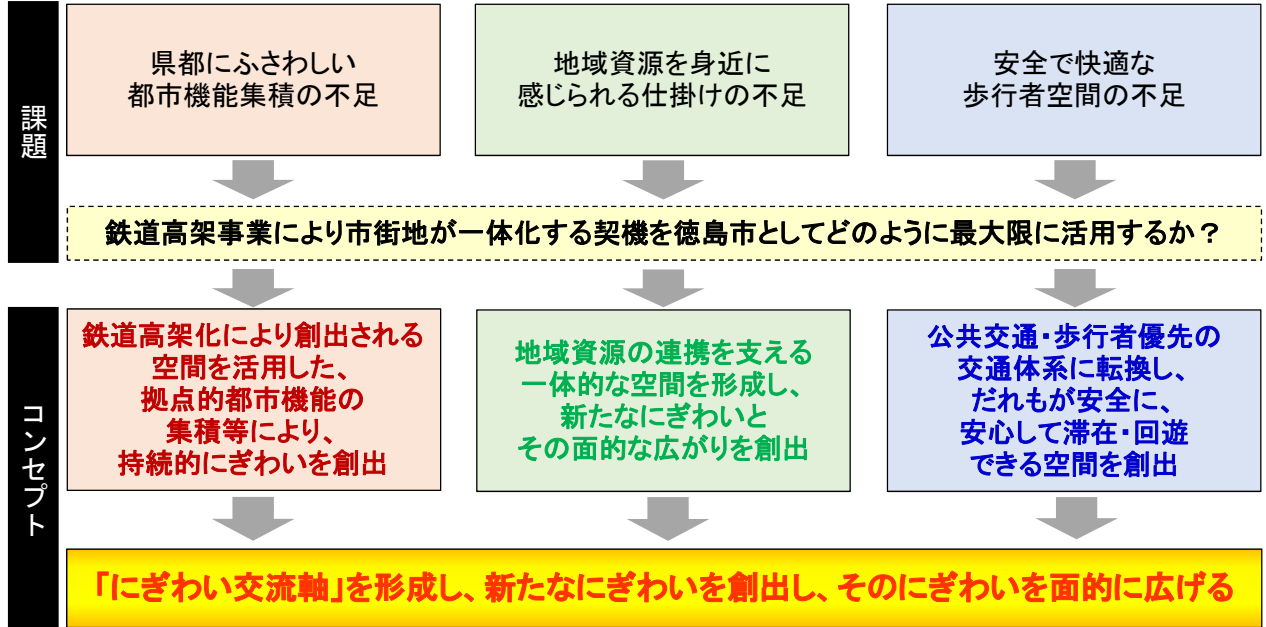 課題
県都にふさわしい
都市機能集積の不足
地域資源を身近に
感じられる仕掛けの不足
安全で快適な
歩行者空間の不足
鉄道高架事業により市街地が一体化する契機を徳島市としてどのように最大限に活用するか？
コンセプト
鉄道高架化により創出される
空間を活用した、
拠点的都市機能の
集積等により、
持続的にぎわいを創出
地域資源の連携を支える
一体的な空間を形成し、
新たなにぎわいと
その面的な広がりを創出
公共交通・歩行者優先の
交通体系に転換し、
だれもが安全に、
安心して滞在・回遊
できる空間を創出
「にぎわい交流軸」を形成し、新たなにぎわいを創出し、そのにぎわいを面的に広げる